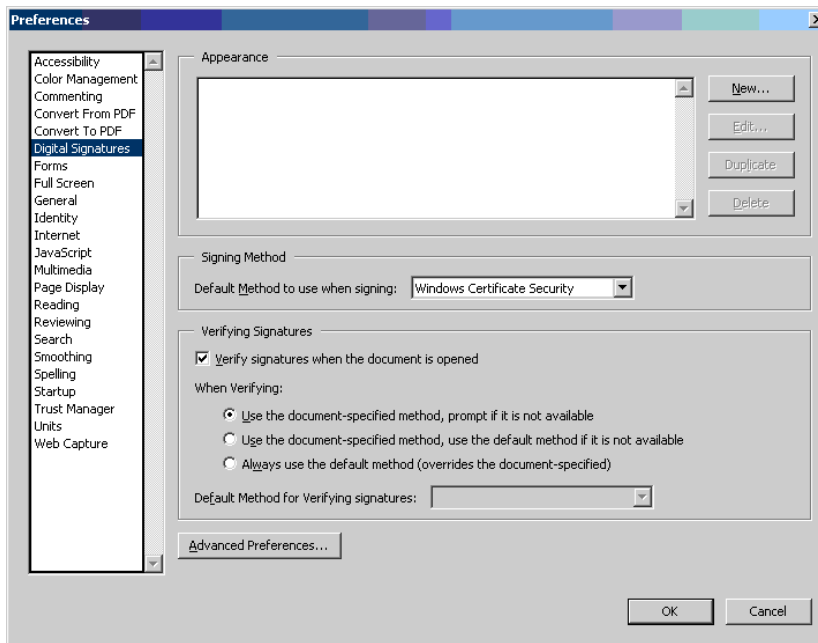 Preferences
Accessibility
Color Management
Commenting
Convert From PDF
Convert To PDF
Digital Signatures
Forms
Full Screen
General
Identity
Internet
JavaScript
Multimedia
Page Display
Reading
Reviewing
Search
Smoothing
Spelling
Startup
Trust Manager
Units
Web Capture
Appearance
New...
Edit...
Duplicate
Delete
Signing Method
Default Method to use when signing: Windows Certificate Security
Verifying Signatures
Verify signatures when the document is opened
When Verifying:
Use the document-specified method, prompt if it is not available
Use the document-specified method, use the default method if it is not available
Always use the default method (overrides the document-specified)
Default Method for Verifying signatures:
Advanced Preferences...
OK Cancel